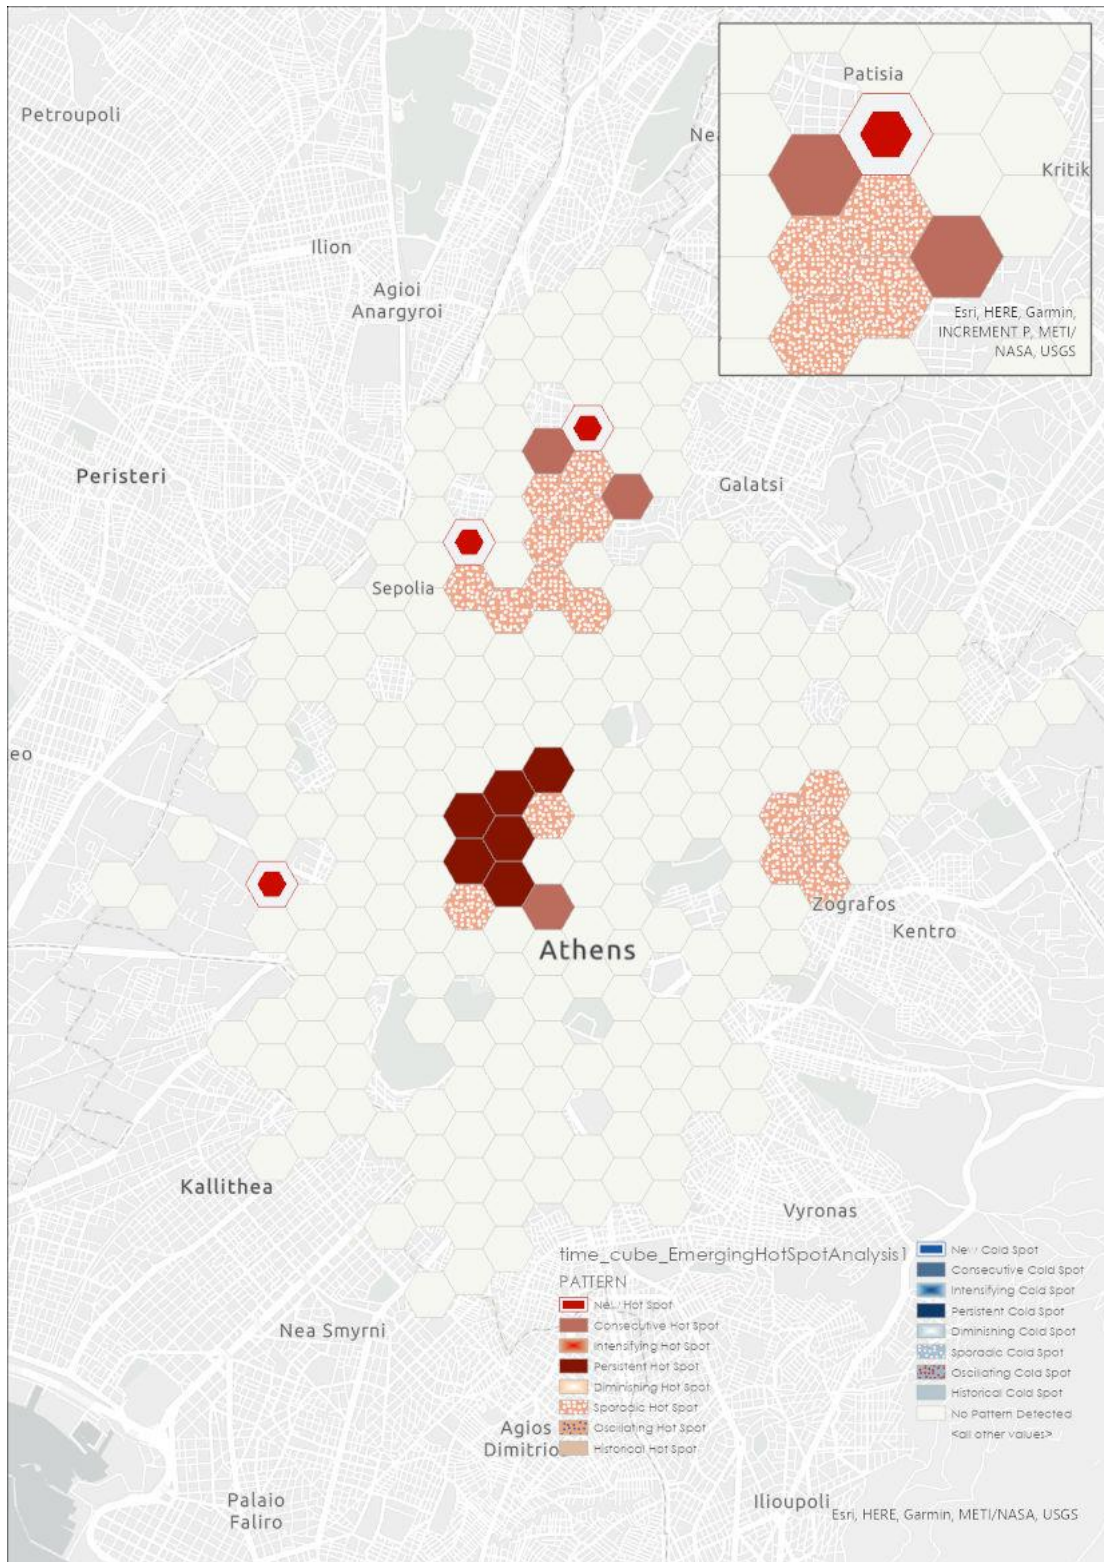 Patisia
Kritik
Esri, HERE, Garmin,
INCREMENT P, METI/
NASA, USGS
Petroupoli
Nea
Ilion
Agioi
Anargyroi
Peristeri
Galatsi
Sepolia
eo
Zografos
Kentro
Athens
Kallithea
Vyronas
Nea Smyrni
Agios
Dimitrio
Palaio
Faliro
Ilioupoli
time_cube_EmergingHotSpotAnalysis1
PATTERN
New Hot Spot
Consecutive Hot Spot
Intensifying Hot Spot
Persistent Hot Spot
Diminishing Hot Spot
Sporadic Hot Spot
Oscillating Hot Spot
Historical Hot Spot
New Cold Spot
Consecutive Cold Spot
Intensifying Cold Spot
Persistent Cold Spot
Diminishing Cold Spot
Sporadic Cold Spot
Oscillating Cold Spot
Historical Cold Spot
No Pattern Detected
<all other values>
Esri, HERE, Garmin, METI/NASA, USGS